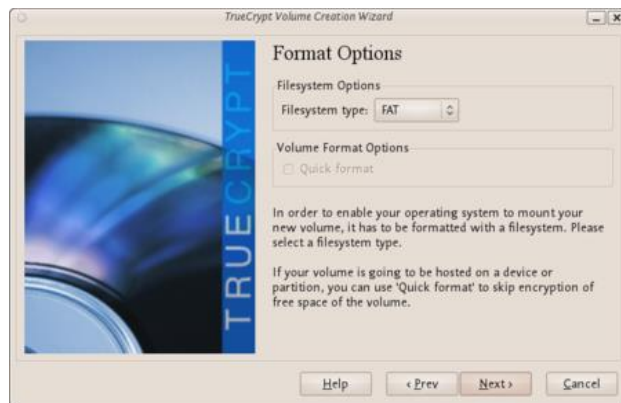 TrueCrypt Volume Creation Wizard
TRUECRYPT
Format Options
Filesystem Options
Filesystem type: FAT
Volume Format Options
Quick format
In order to enable your operating system to mount your
new volume, it has to be formatted with a filesystem. Please
select a filesystem type.
If your volume is going to be hosted on a device or
partition, you can use 'Quick format' to skip encryption of
free space of the volume.
Help
< Prev
Next >
Cancel